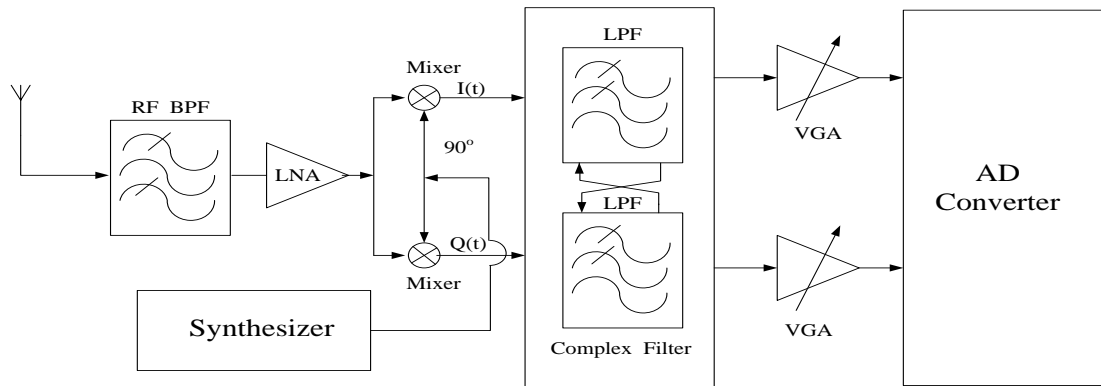 LPF
Mixer
I(t)
RF BPF
90°
VGA
LNA
AD
Converter
LPF
Q(t)
Mixer
Synthesizer
VGA
Complex Filter